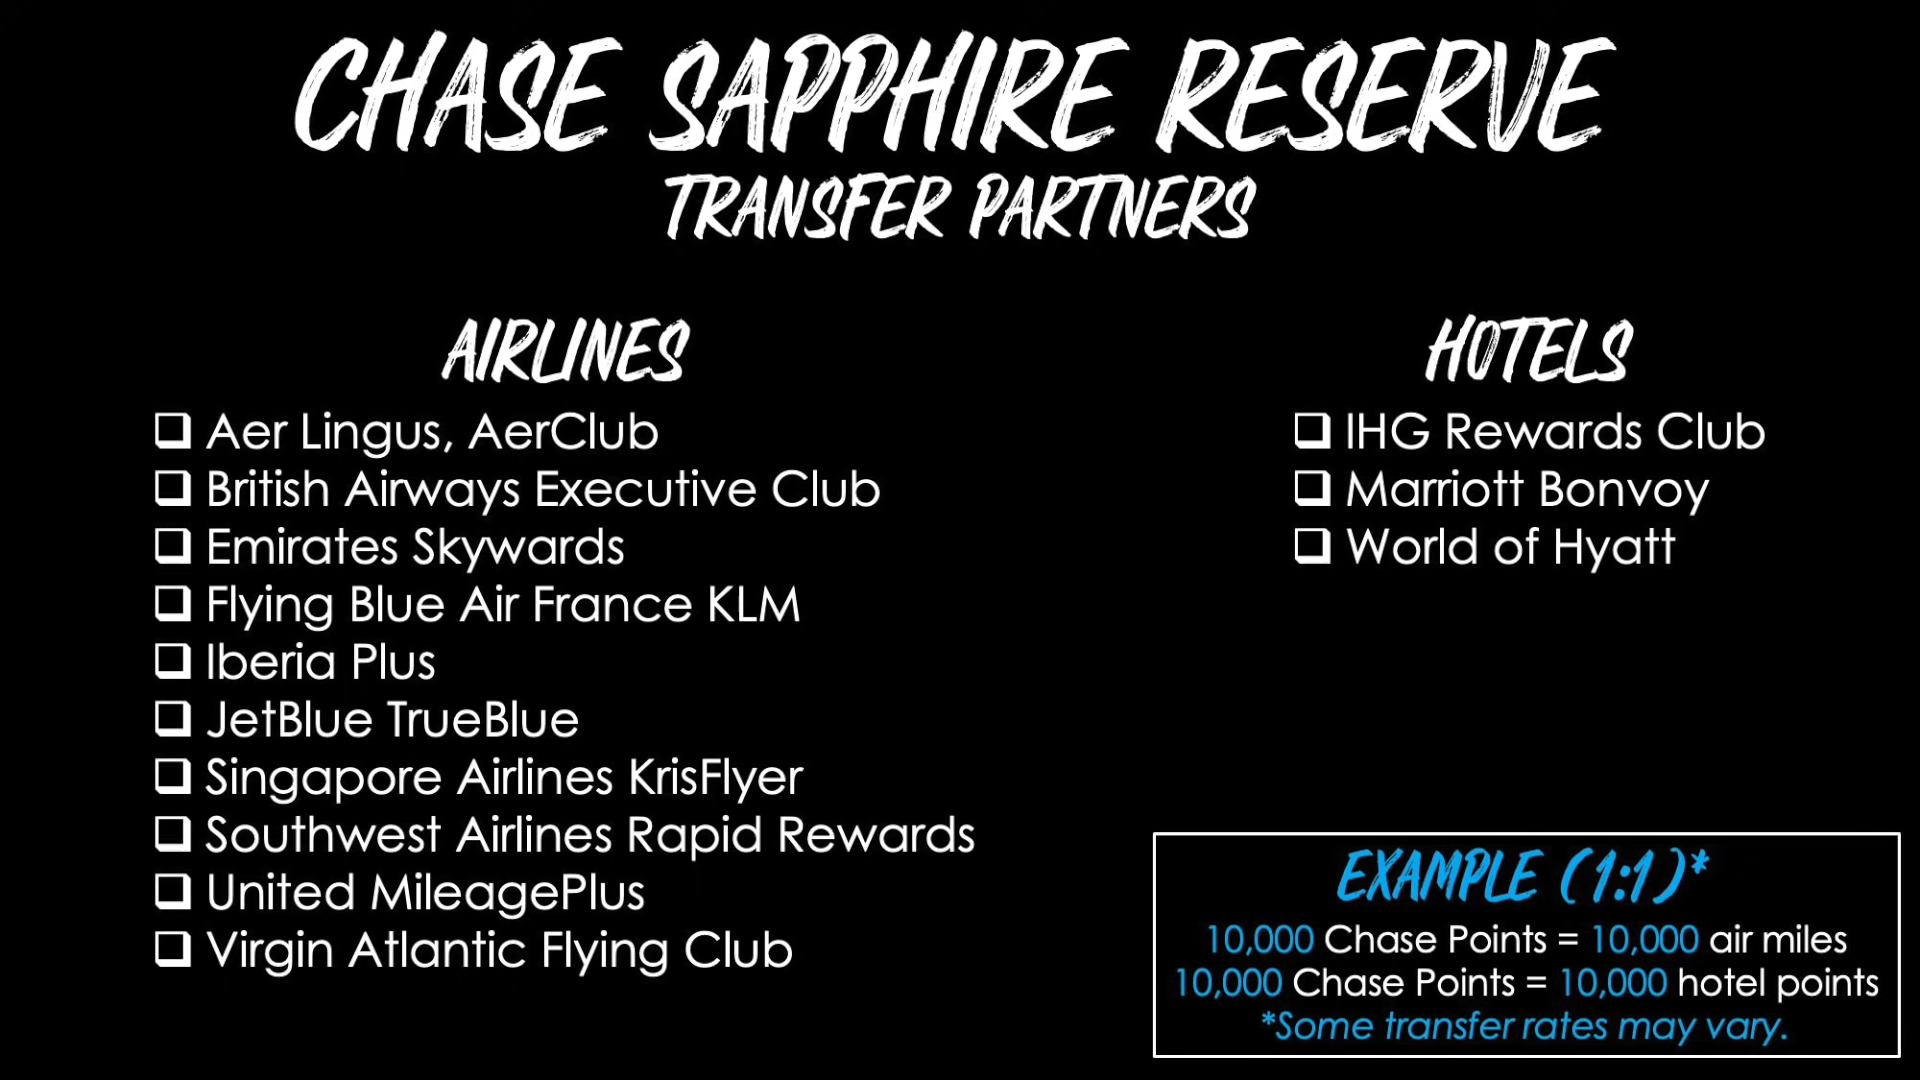 CHASE SAPPHIRE RESERVE
TRANSFER PARTNERS
AIRLINES
Aer Lingus, AerClub
British Airways Executive Club
Emirates Skywards
Flying Blue Air France KLM
Iberia Plus
JetBlue TrueBlue
Singapore Airlines KrisFlyer
Southwest Airlines Rapid Rewards
United MileagePlus
Virgin Atlantic Flying Club
HOTELS
IHG Rewards Club
Marriott Bonvoy
World of Hyatt
EXAMPLE (1:1)*
10,000 Chase Points = 10,000 air miles
10,000 Chase Points = 10,000 hotel points
*Some transfer rates may vary.